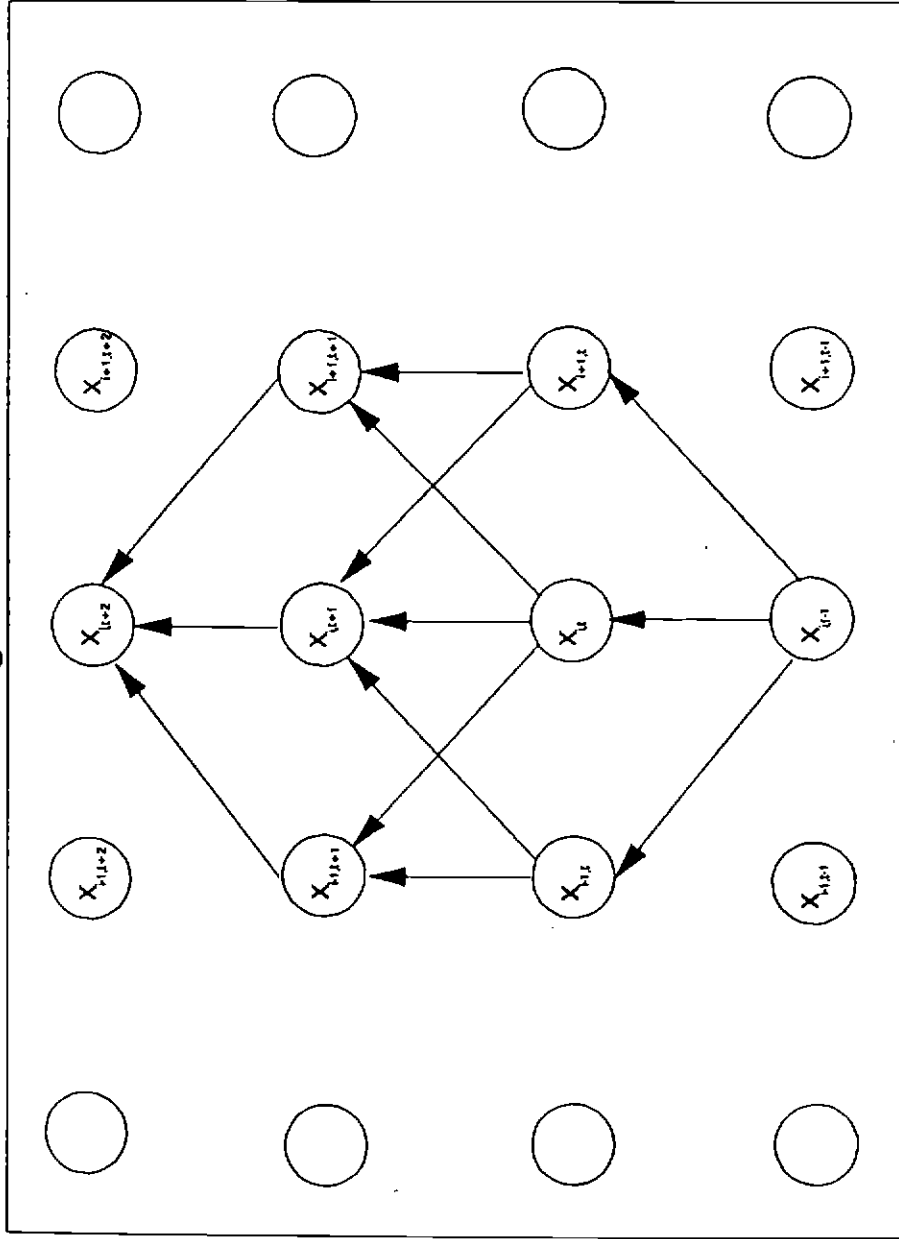 X_{i-1,t+2} X_{i,t+2} X_{i+1,t+2}
X_{i-1,t+1} X_{i,t+1} X_{i+1,t+1}
X_{i-1,t} X_{i,t} X_{i+1,t}
X_{i-1,t-1} X_{i,t-1} X_{i+1,t-1}